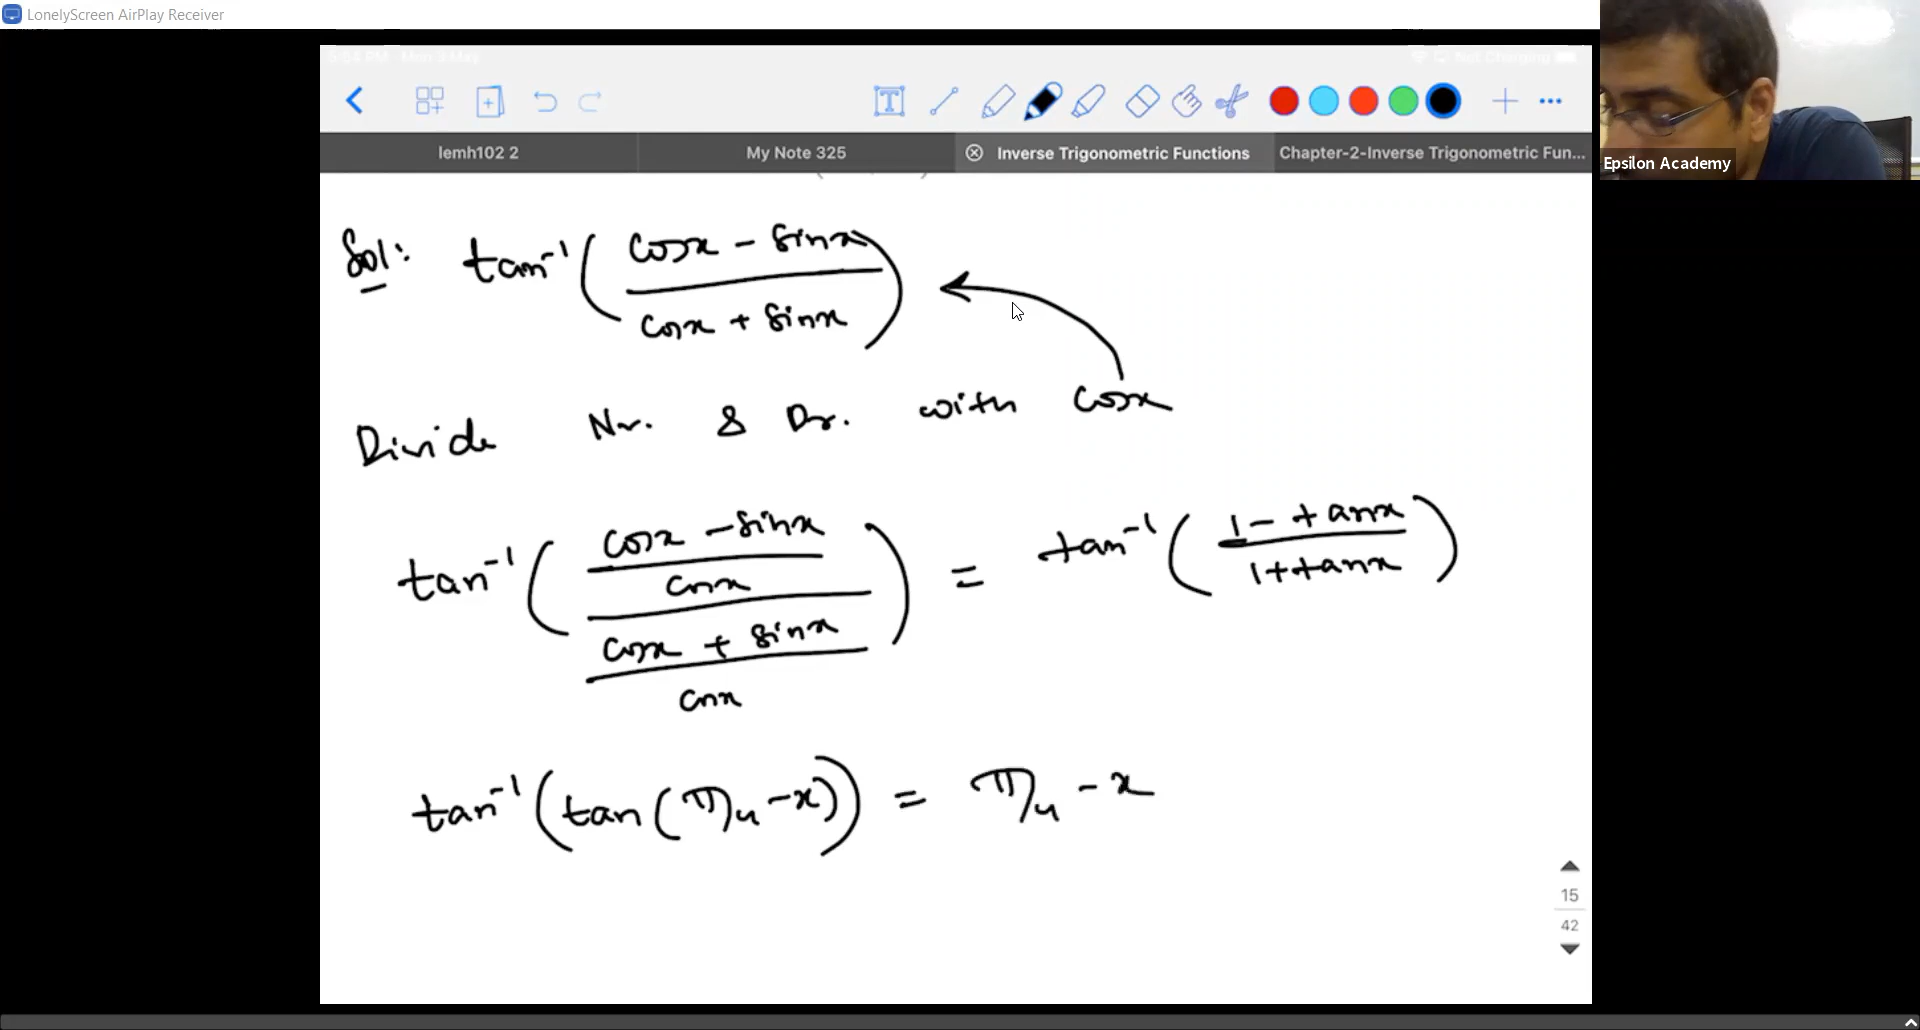 LonelyScreen AirPlay Receiver
T
lemh102 2 My Note 325 Inverse Trigonometric Functions Chapter-2-Inverse Trigonometric Fun...
Epsilon Academy
Sol: tan⁻¹ ( (cosx - sinx) / (cosx + sinx) )
Divide Nr. & Dr. with cosx
tan⁻¹ ( ((cosx - sinx) / cosx) / ((cosx + sinx) / cosx) ) = tan⁻¹ ( (1 - tanx) / (1 + tanx) )
tan⁻¹ (tan (π/4 - x)) = π/4 - x
15
42